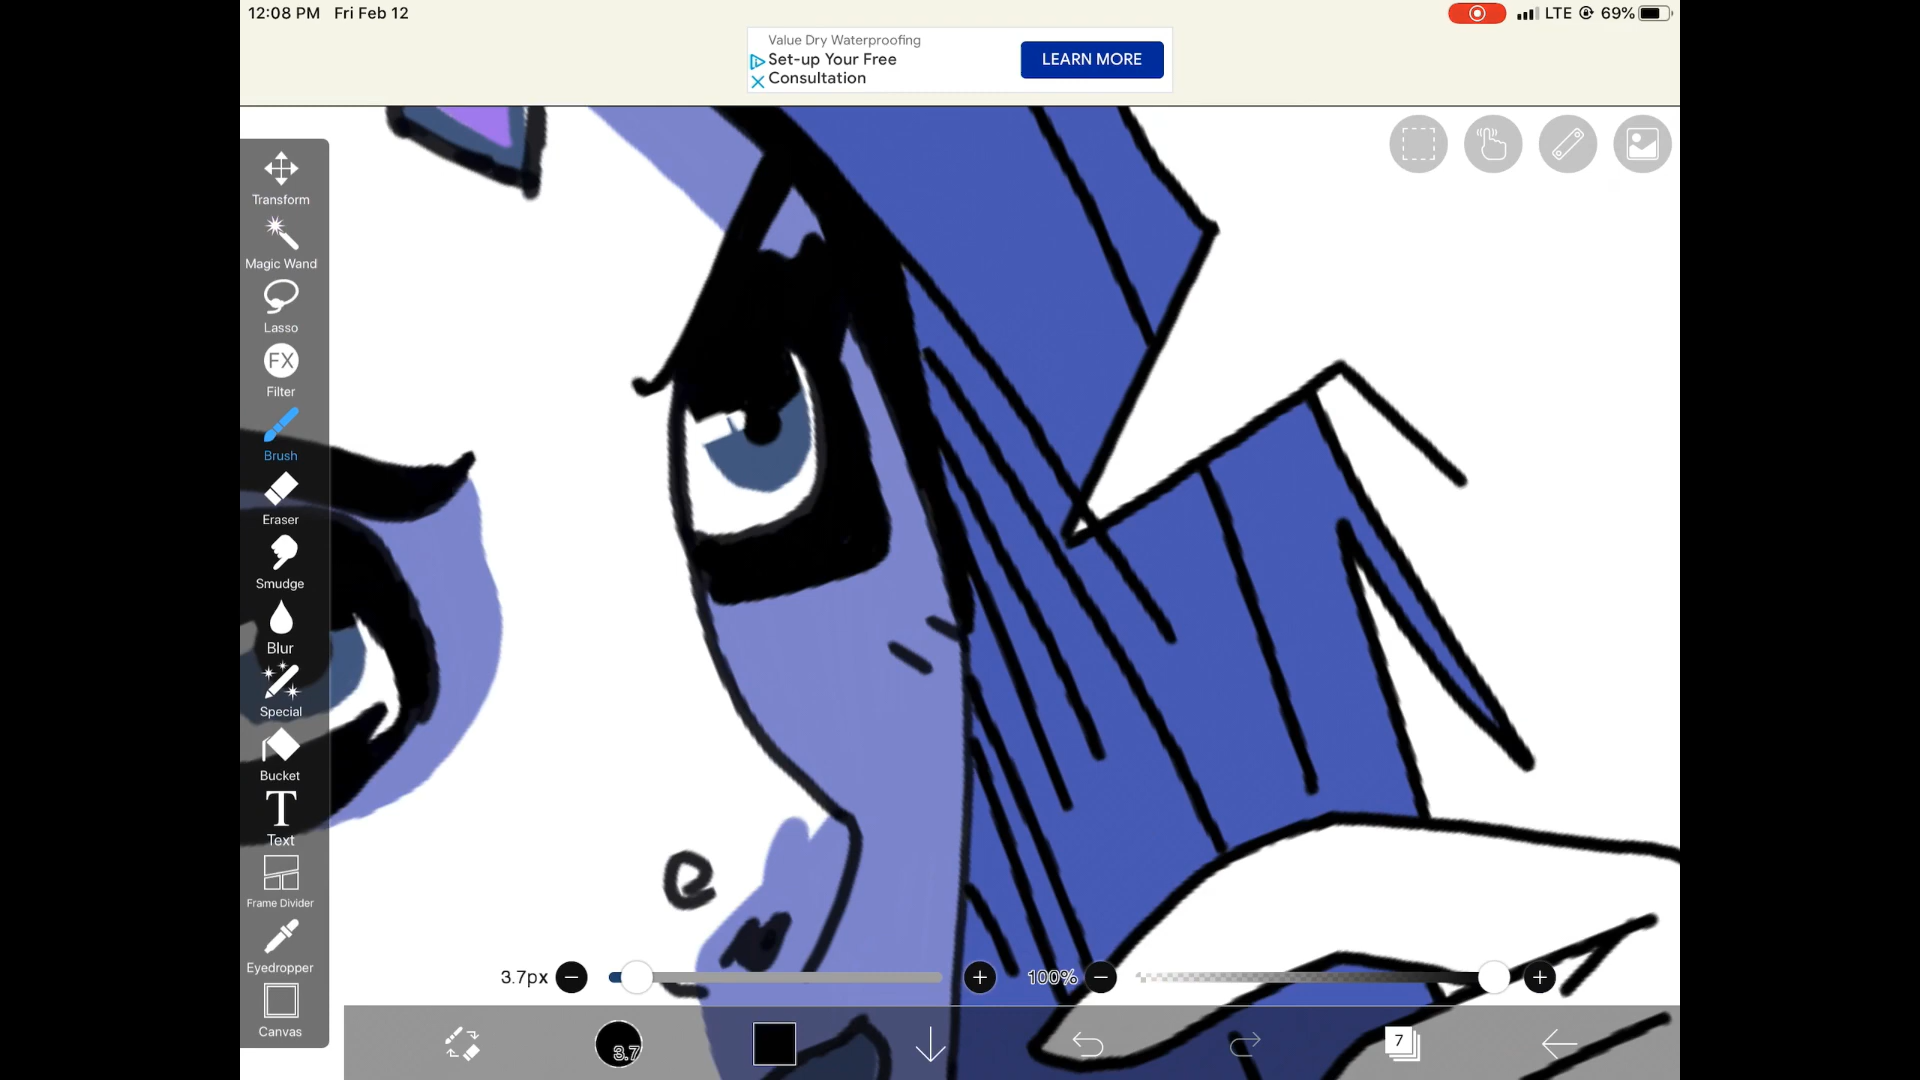 12:08 PM Fri Feb 12
LTE 69%
Value Dry Waterproofing
Set-up Your Free
Consultation
LEARN MORE
Transform
Magic Wand
Lasso
FX
Filter
Brush
Eraser
Smudge
Blur
Special
Bucket
T
Text
Frame Divider
Eyedropper
Canvas
3.7px
100%
3.7
7